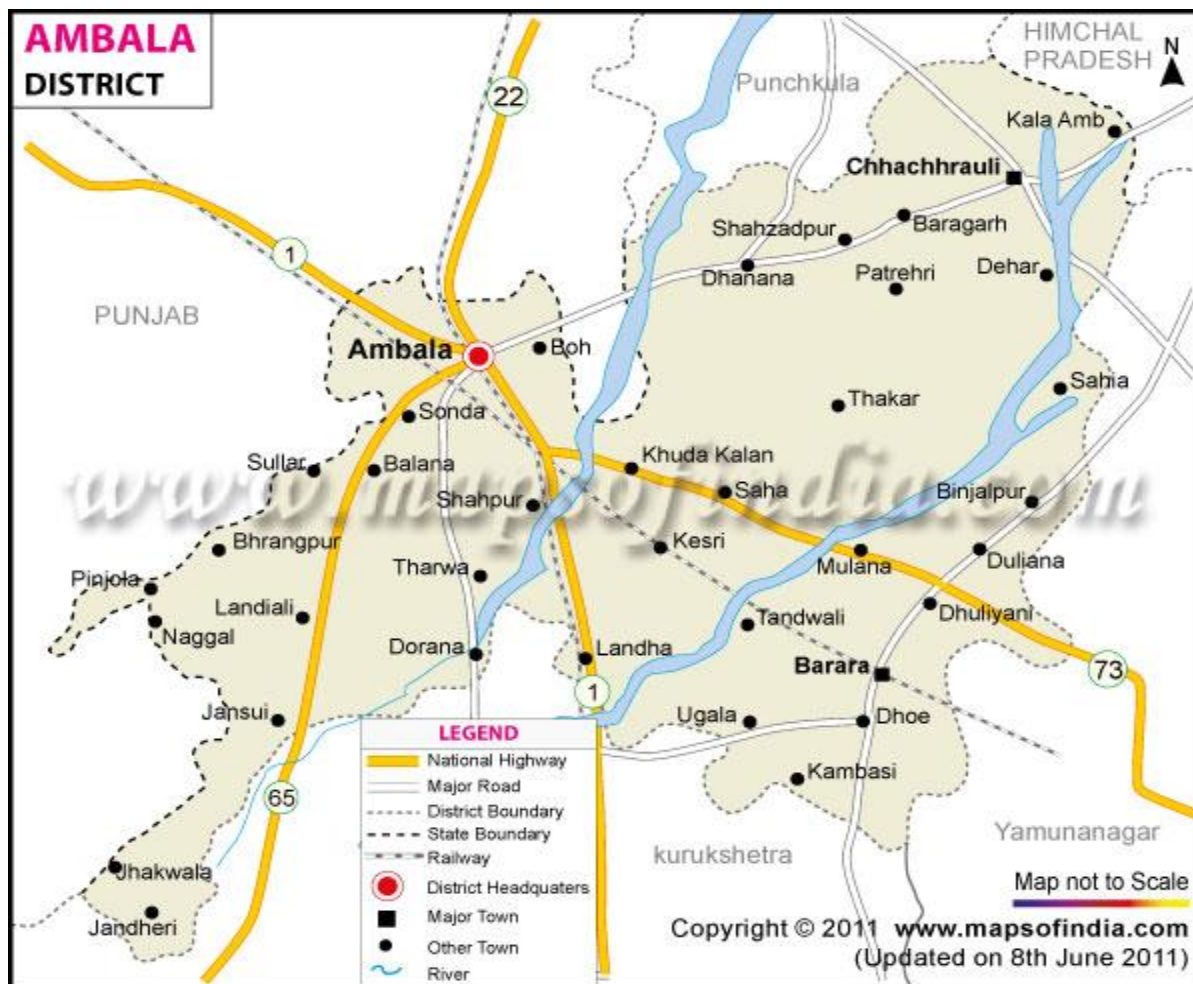 AMBALA
DISTRICT
HIMCHAL
PRADESH
N
22
Punchkula
Kala Amb
Chhachhrauli
Shahzadpur
Baragarh
1
Dhanana
Patrehri
Dehar
PUNJAB
Ambala
Boh
Sahia
Thakar
Sonda
Sullar
Balana
Khuda Kalan
www.mapsofindia.com
Shahpur
Saha
Binjalpur
Bhrangpur
Kesri
Tharwa
Mulana
Duliana
Pinjola
Landiali
Tandwali
Dhuliyani
Naggal
Dorana
Landha
Barara
73
1
Jansui
Ugala
Dhoe
LEGEND
National Highway
Major Road
District Boundary
State Boundary
Railway
District Headquaters
Major Town
Other Town
River
65
Kambasi
kurukshetra
Yamunanagar
Jhakwala
Jandheri
Map not to Scale
Copyright © 2011 www.mapsofindia.com
(Updated on 8th June 2011)